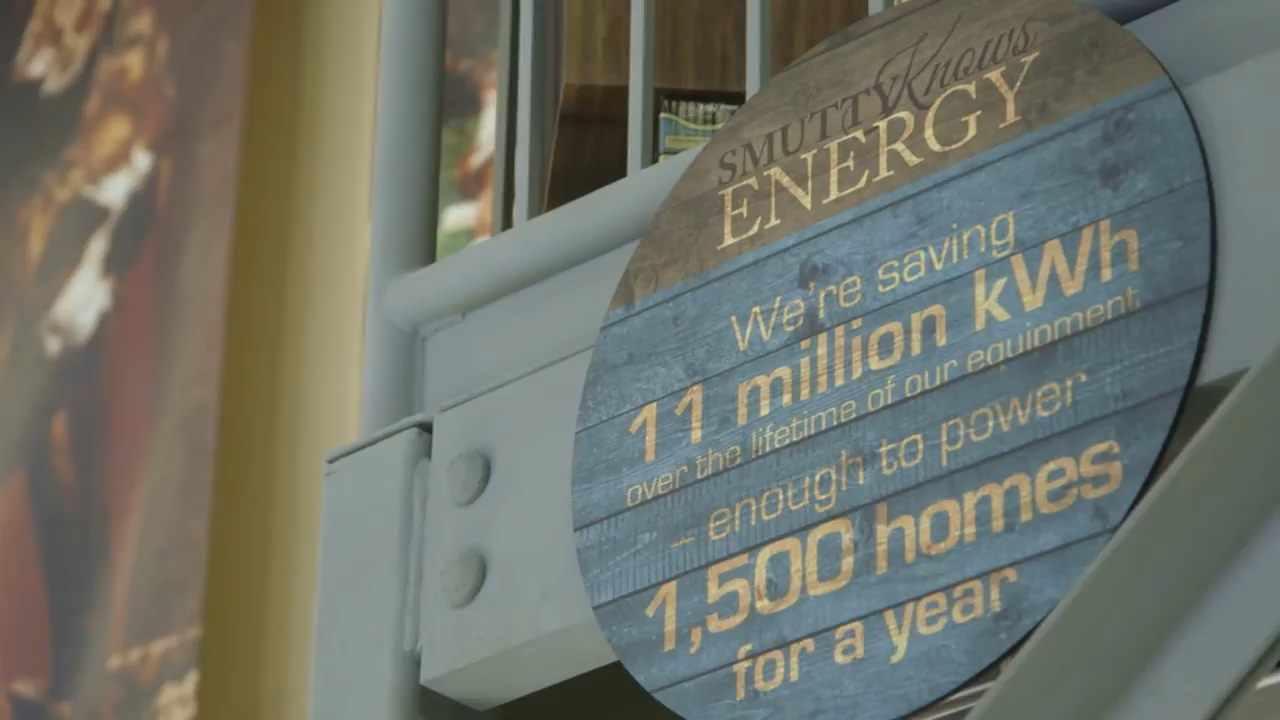 SMUTTY Knows
ENERGY
We're saving
11 million kWh
over the lifetime of our equipment
– enough to power
1,500 homes
for a year